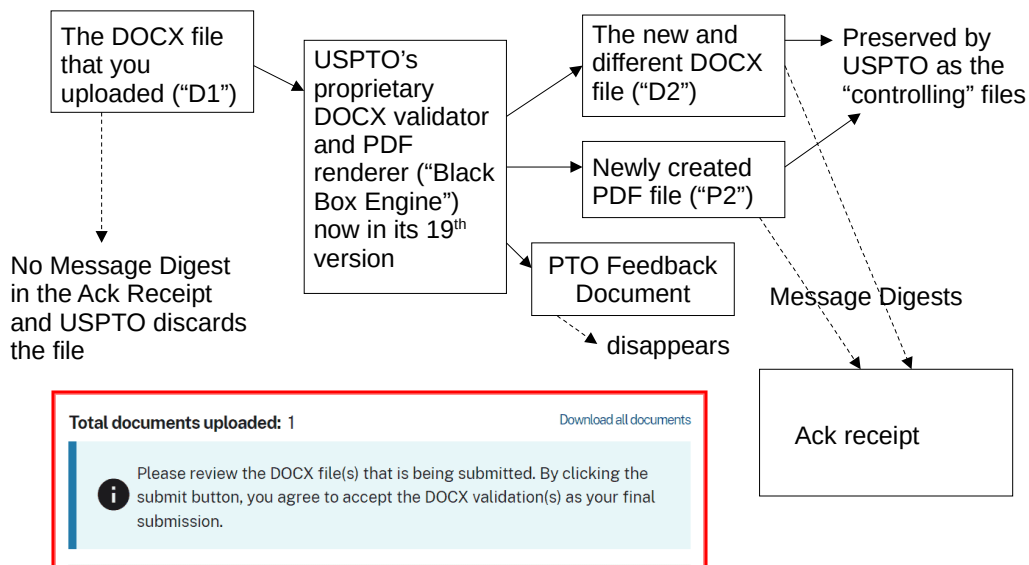 The DOCX file
that you
uploaded (“D1”)
USPTO’s
proprietary
DOCX validator
and PDF
renderer (“Black
Box Engine”)
now in its 19th
version
The new and
different DOCX
file (“D2”)
Preserved by
USPTO as the
“controlling” files
Newly created
PDF file (“P2”)
No Message Digest
in the Ack Receipt
and USPTO discards
the file
PTO Feedback
Document
disappears
Message Digests
Ack receipt
Total documents uploaded: 1
Download all documents
Please review the DOCX file(s) that is being submitted. By clicking the
submit button, you agree to accept the DOCX validation(s) as your final
submission.